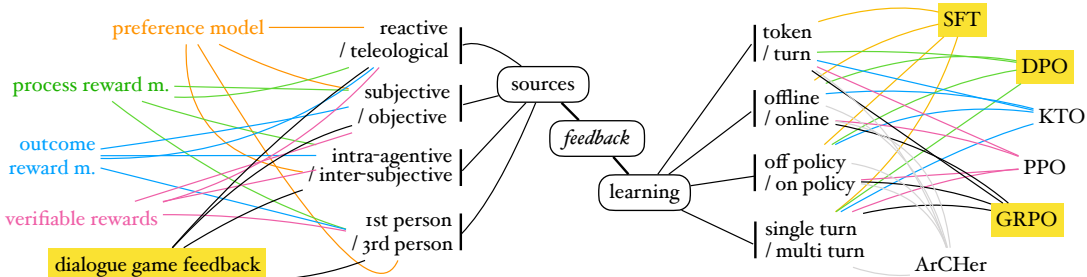 preference model
process reward m.
outcome
reward m.
verifiable rewards
dialogue game feedback
reactive
/ teleological
subjective
/ objective
intra-agentive
/ inter-subjective
1st person
/ 3rd person
sources
feedback
learning
token
/ turn
offline
/ online
off policy
/ on policy
single turn
/ multi turn
SFT
DPO
KTO
PPO
GRPO
ArCHer